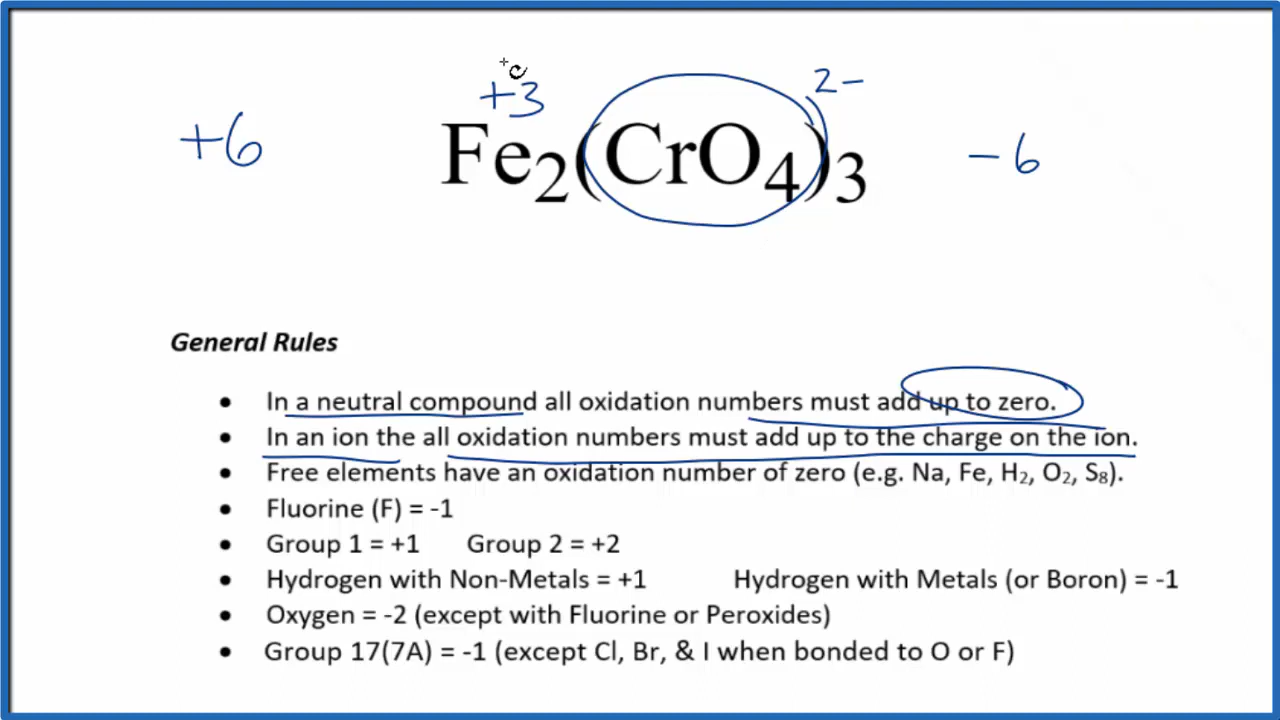 +3 2-
+6 Fe2(CrO4)3 -6
General Rules
• In a neutral compound all oxidation numbers must add up to zero.
• In an ion the all oxidation numbers must add up to the charge on the ion.
• Free elements have an oxidation number of zero (e.g. Na, Fe, H2, O2, S8).
• Fluorine (F) = -1
• Group 1 = +1 Group 2 = +2
• Hydrogen with Non-Metals = +1 Hydrogen with Metals (or Boron) = -1
• Oxygen = -2 (except with Fluorine or Peroxides)
• Group 17(7A) = -1 (except Cl, Br, & I when bonded to O or F)